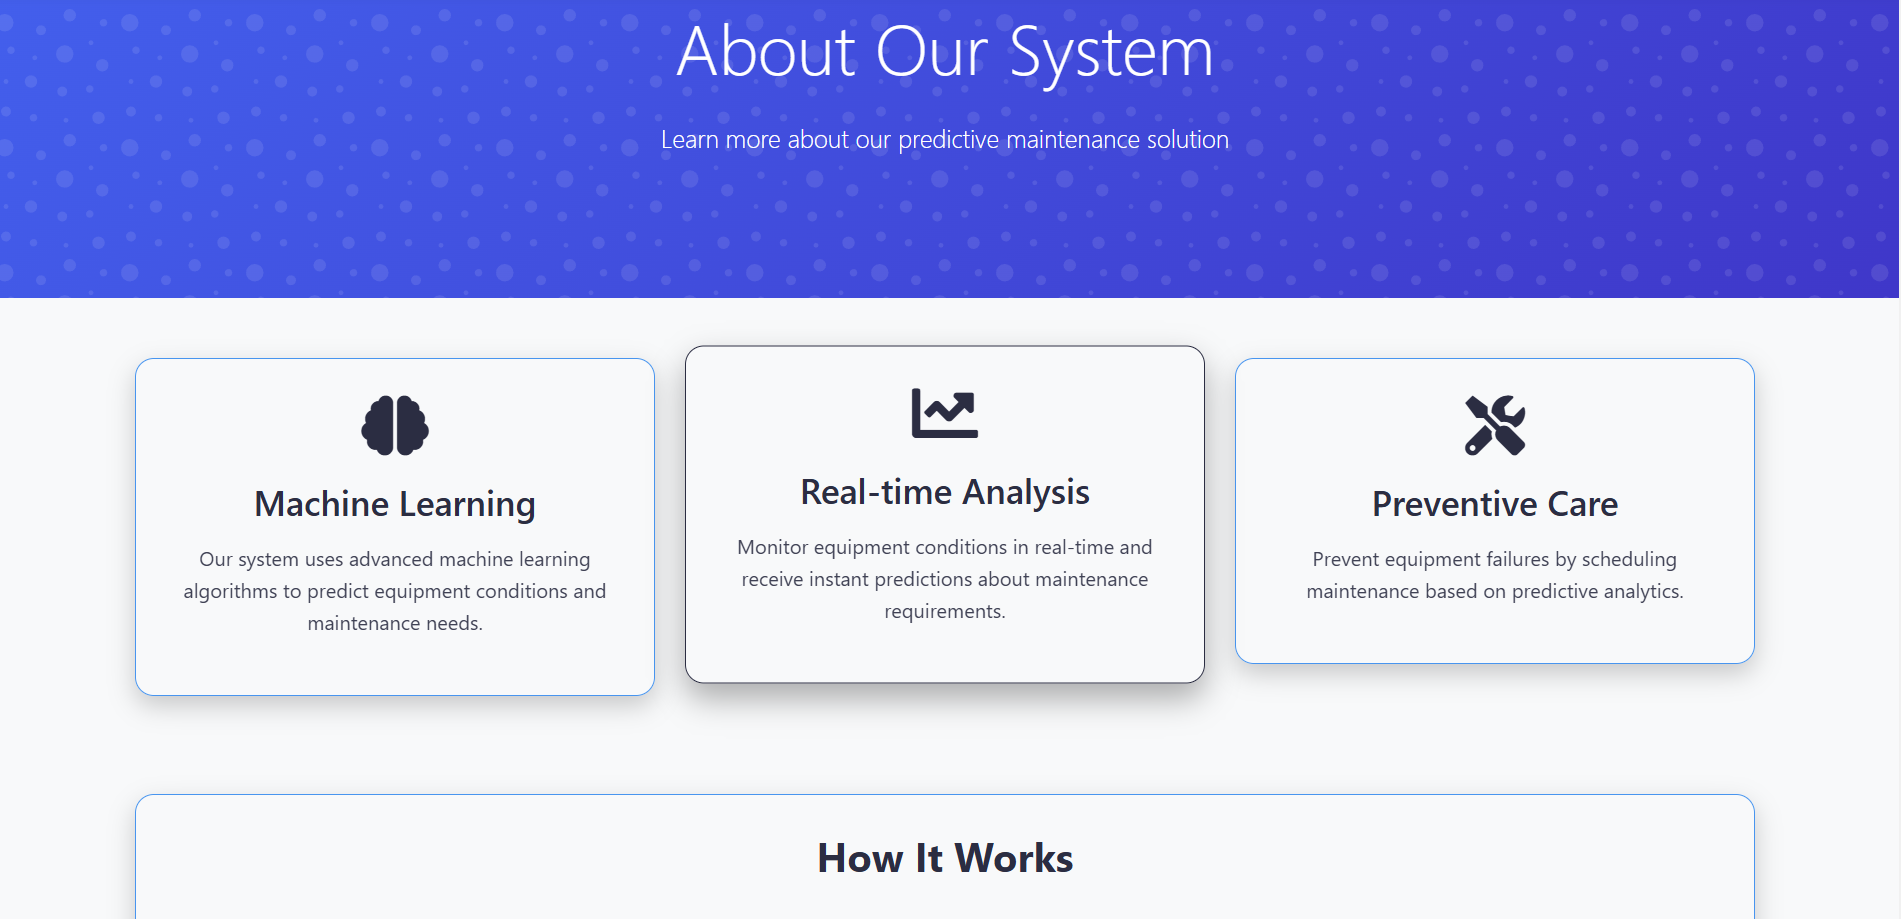 About Our System
Learn more about our predictive maintenance solution
Machine Learning
Our system uses advanced machine learning
algorithms to predict equipment conditions and
maintenance needs.
Real-time Analysis
Monitor equipment conditions in real-time and
receive instant predictions about maintenance
requirements.
Preventive Care
Prevent equipment failures by scheduling
maintenance based on predictive analytics.
How It Works